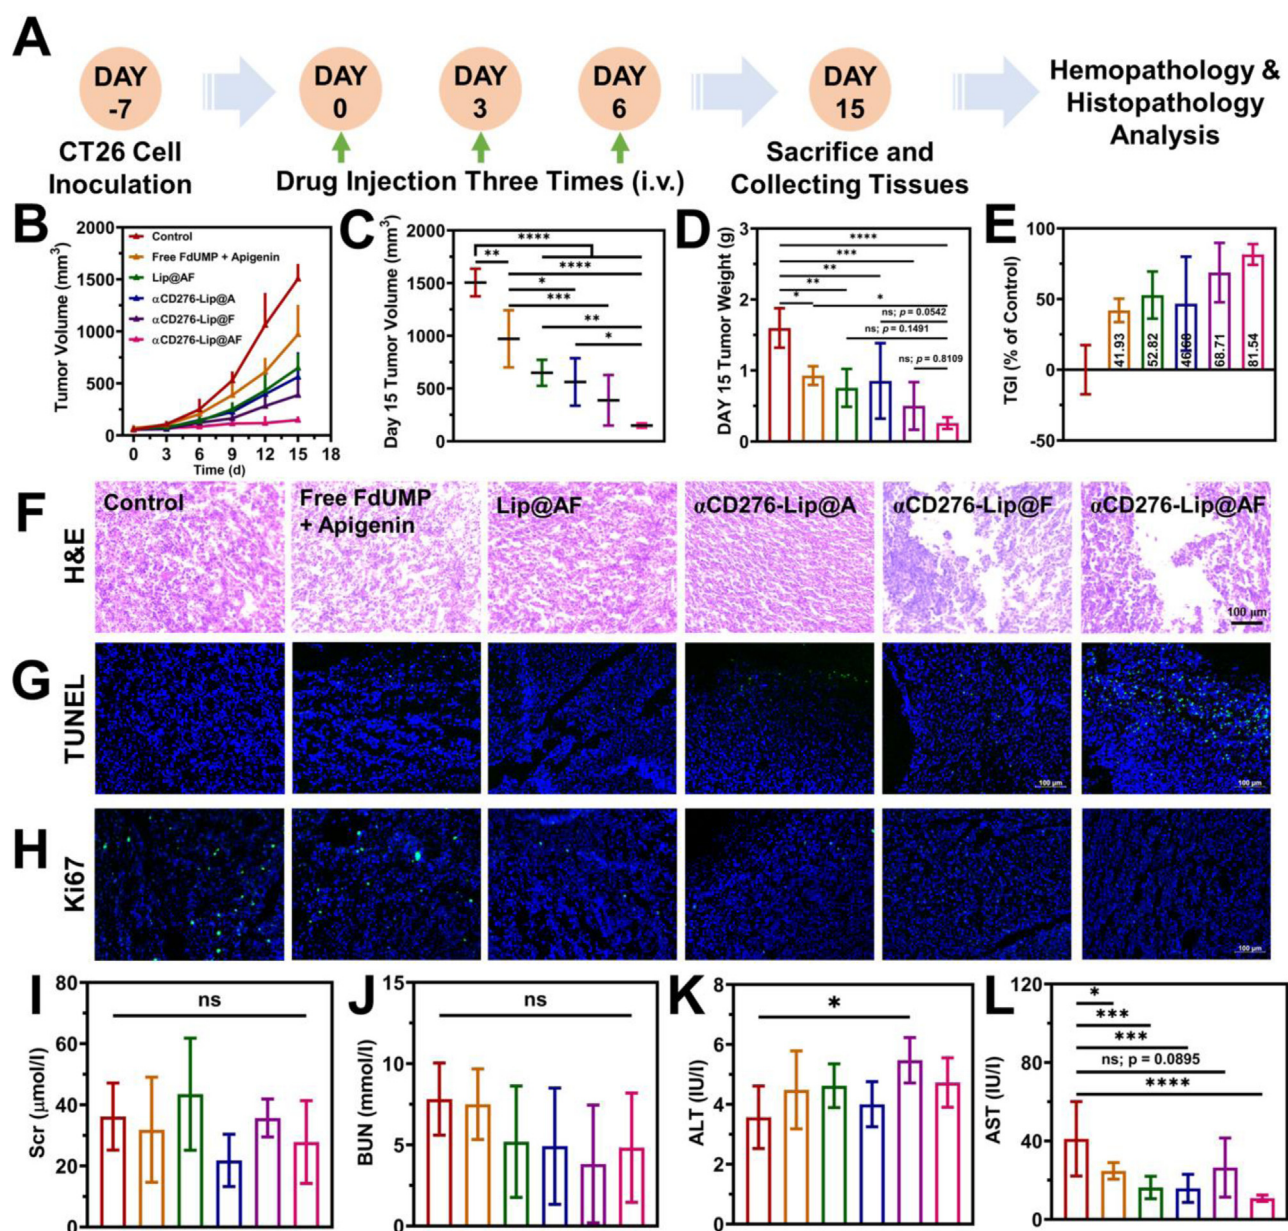 A
DAY -7
DAY 0
DAY 3
DAY 6
DAY 15
CT26 Cell Inoculation
Drug Injection Three Times (i.v.)
Sacrifice and Collecting Tissues
Hemopathology & Histopathology Analysis
B
Tumor Volume (mm³)
2000
1500
1000
500
0
Control
Free FdUMP + Apigenin
Lip@AF
αCD276-Lip@A
αCD276-Lip@F
αCD276-Lip@AF
0 3 6 9 12 15 18
Time (d)
C
Day 15 Tumor Volume (mm³)
2000
1500
1000
500
0
****
**
****
*
***
**
*
D
DAY 15 Tumor Weight (g)
3
2
1
0
****
***
**
**
*
*
ns; p = 0.0542
ns; p = 0.1491
ns; p = 0.8109
E
TGI (% of Control)
100
50
0
-50
41.93
52.82
68.71
81.54
F
H&E
Control
Free FdUMP
+ Apigenin
Lip@AF
αCD276-Lip@A
αCD276-Lip@F
αCD276-Lip@AF
100 µm
G
TUNEL
100 µm
100 µm
H
Ki67
100 µm
I
Scr (µmol/l)
80
60
40
20
0
ns
J
BUN (mmol/l)
15
10
5
0
ns
K
ALT (IU/l)
8
6
4
2
0
*
L
AST (IU/l)
120
80
40
0
*
***
***
ns; p = 0.0895
****